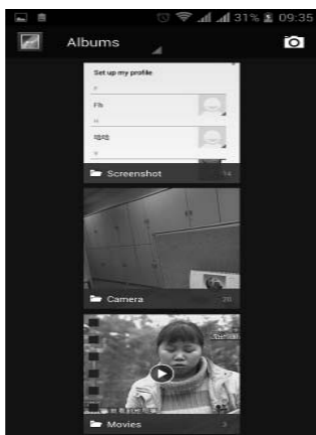 31% 09:35
Albums
Set up my profile
Screenshot
14
Camera
20
Movies
3